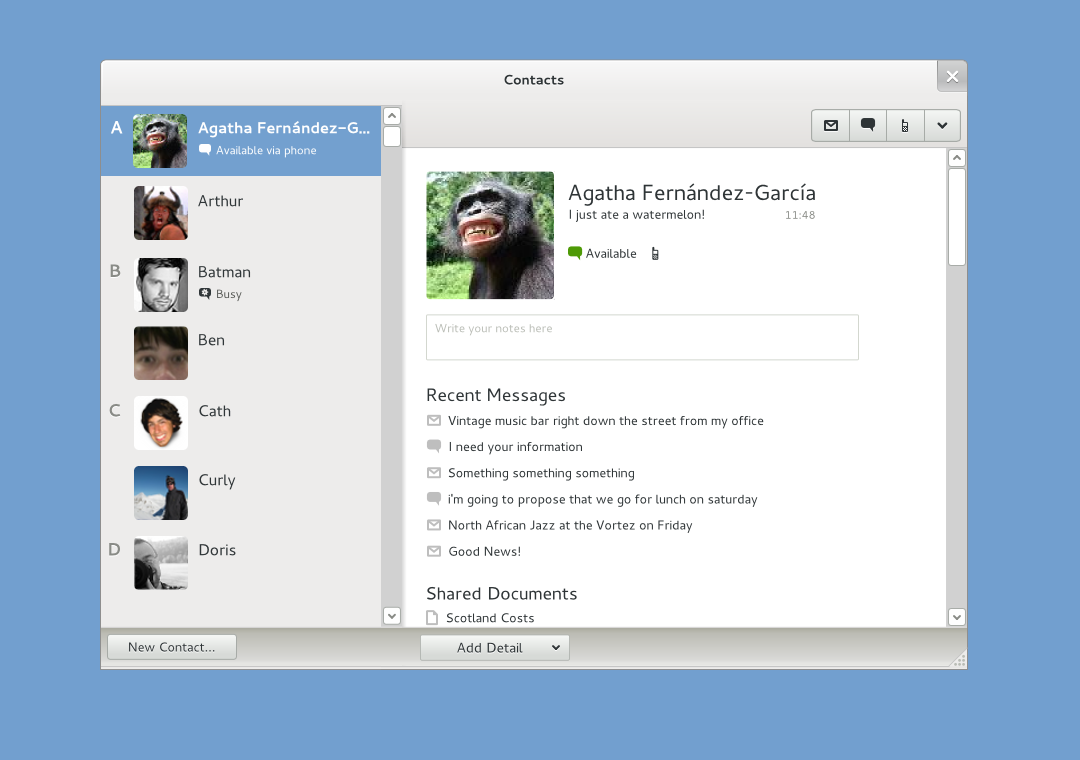 Contacts
A
Agatha Fernández-G...
Available via phone
Arthur
B
Batman
Busy
Ben
C
Cath
Curly
D
Doris
New Contact...
Agatha Fernández-García
I just ate a watermelon!
11:48
Available
Write your notes here
Recent Messages
Vintage music bar right down the street from my office
I need your information
Something something something
i'm going to propose that we go for lunch on saturday
North African Jazz at the Vortez on Friday
Good News!
Shared Documents
Scotland Costs
Add Detail